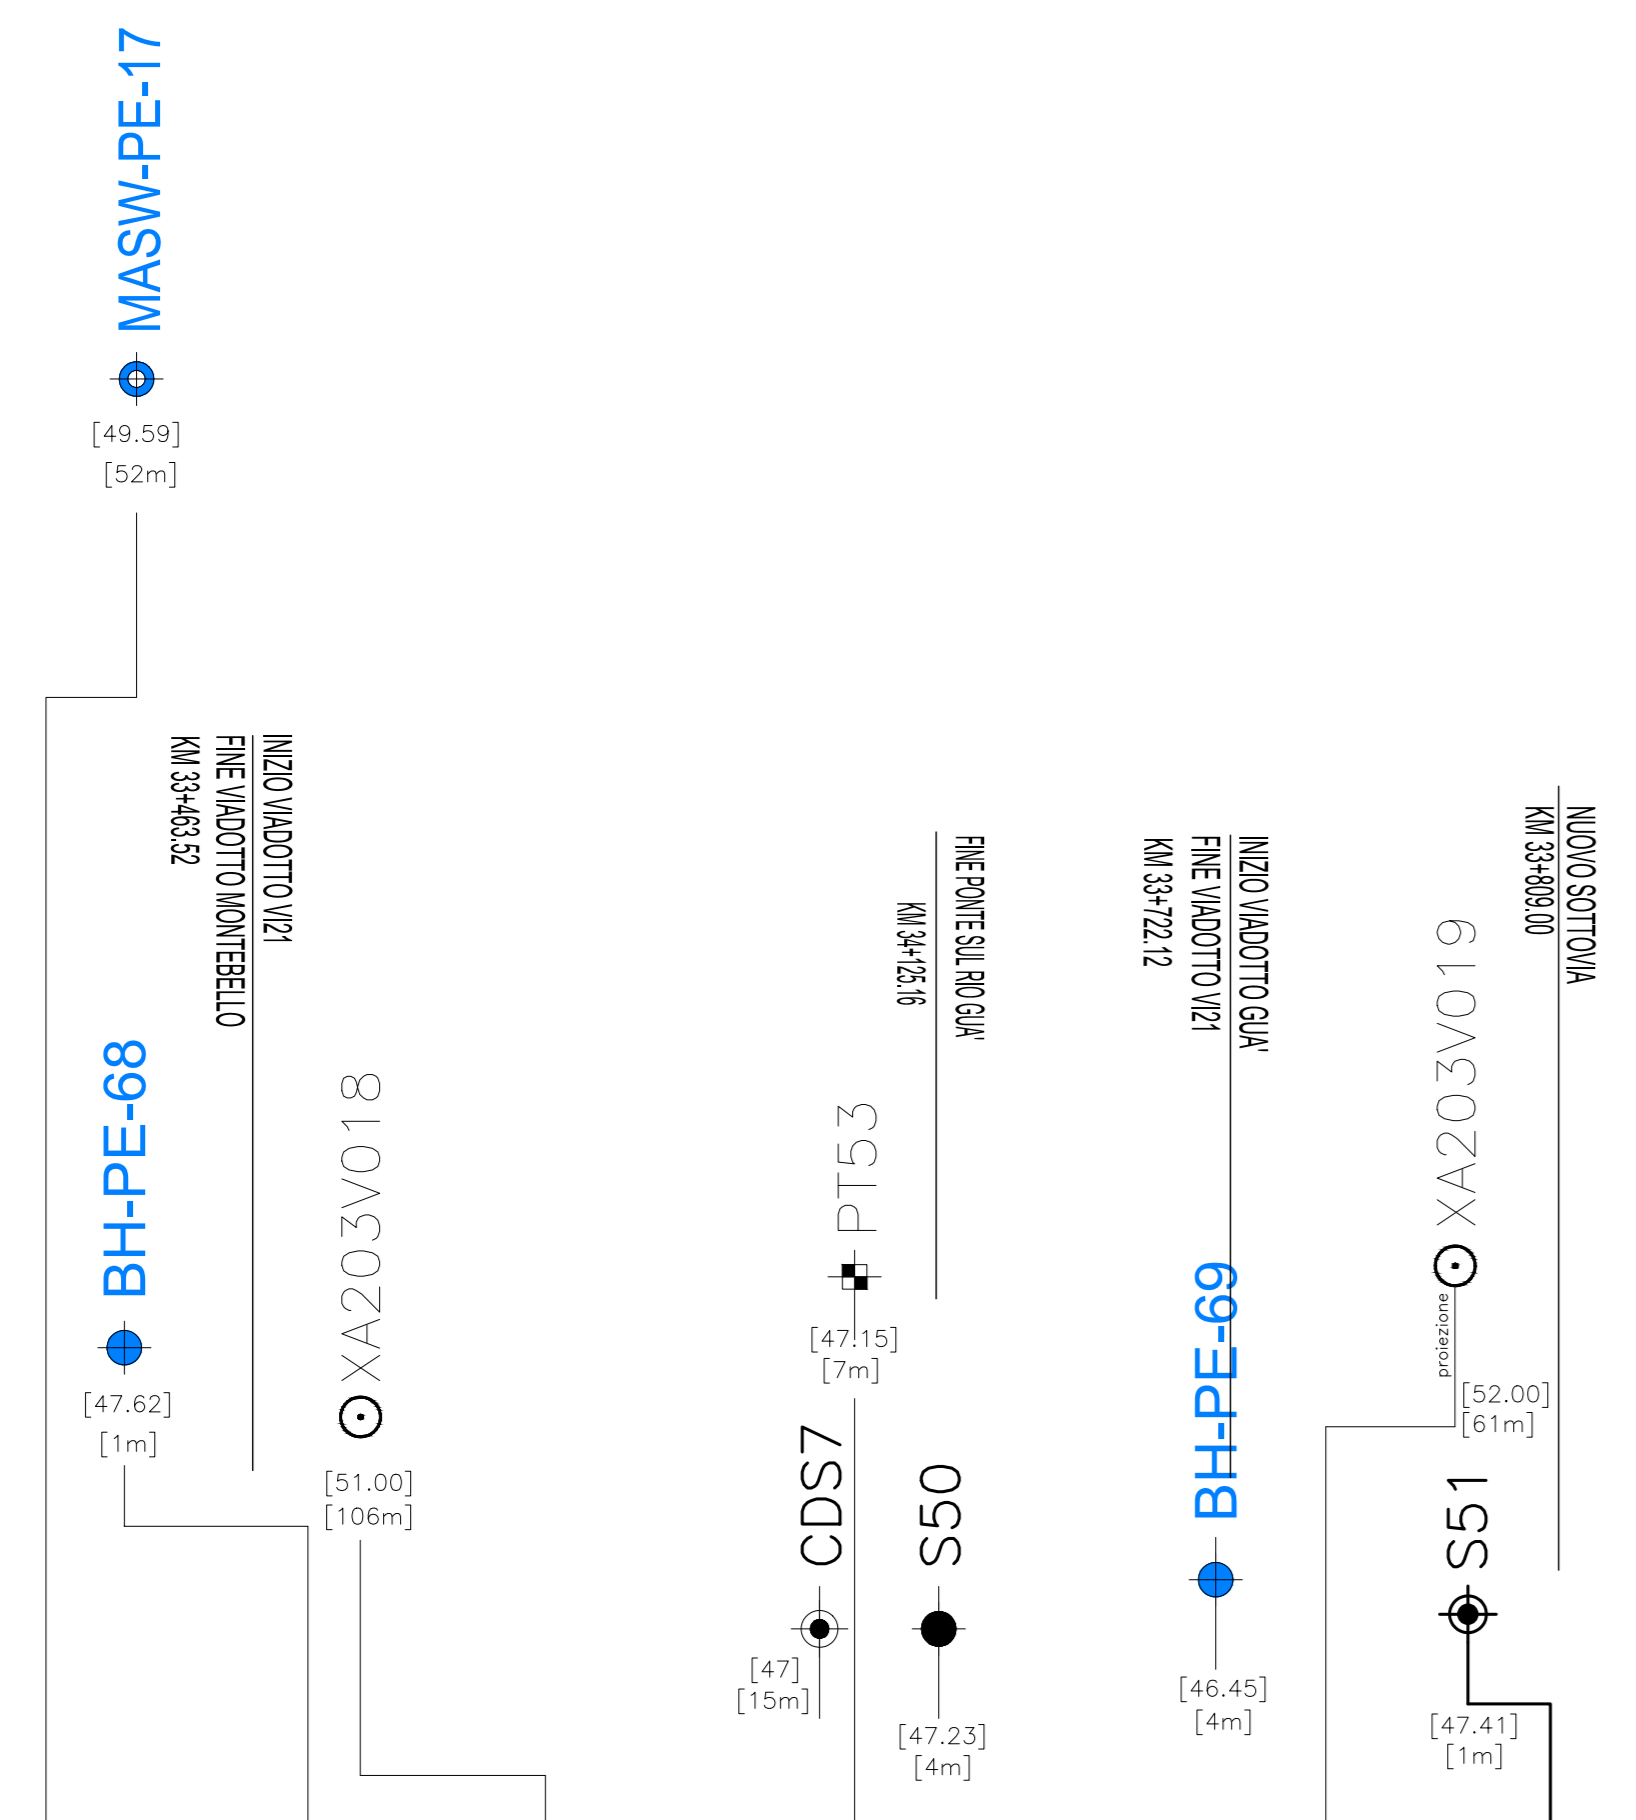 MASW-PE-17
[49.59]
[52m]
INIZIO VIADOTTO VI21
FINE VIADOTTO MONTEBELLO
KM 33+463.52
BH-PE-68
[47.62]
[1m]
XA203V018
[51.00]
[106m]
FINE PONTE SUL RIO GUA'
KM 34+125.16
PT53
[47.15]
[7m]
CDS7
[47]
[15m]
S50
[47.23]
[4m]
INIZIO VIADOTTO GUA'
FINE VIADOTTO VI21
KM 33+722.12
BH-PE-69
[46.45]
[4m]
NUOVO SOTTOVIA
KM 33+809.00
XA203V019
proiezione
[52.00]
[61m]
S51
[47.41]
[1m]